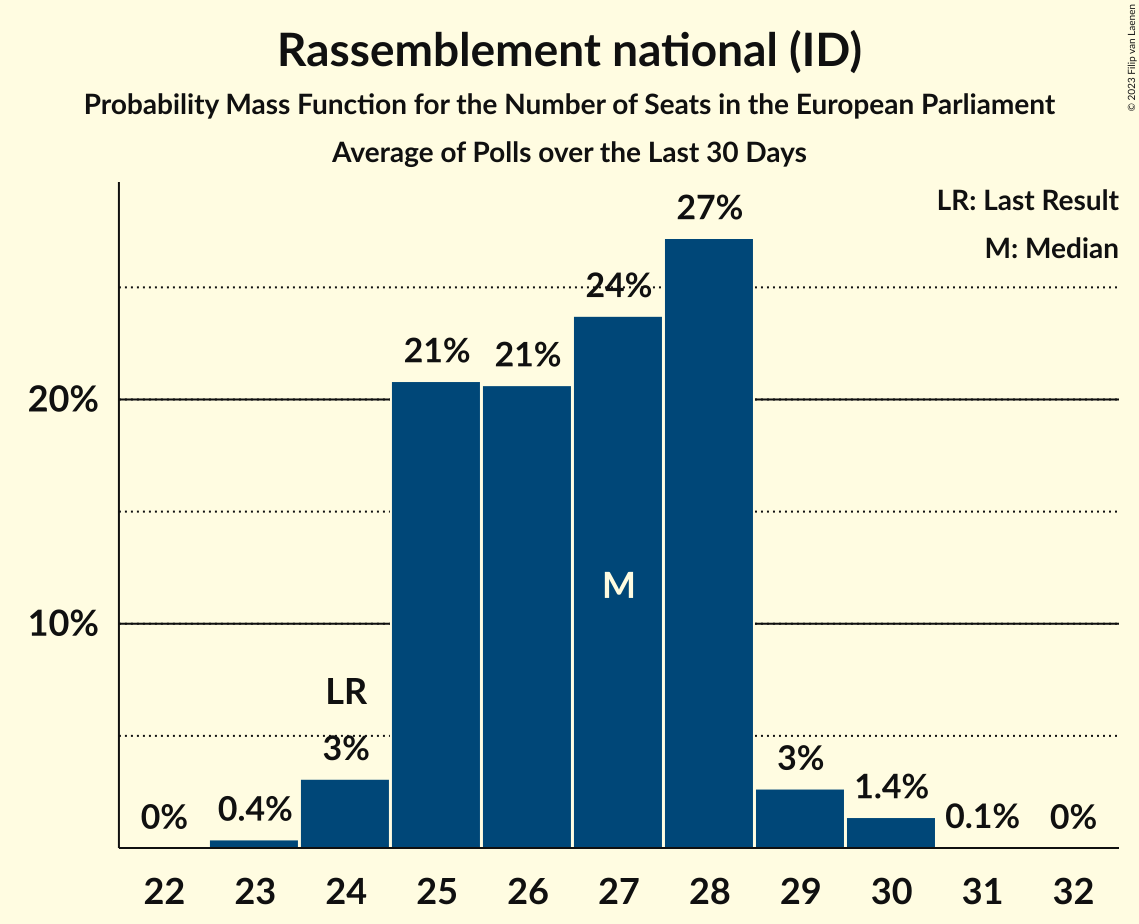 Rassemblement national (ID)
Probability Mass Function for the Number of Seats in the European Parliament
Average of Polls over the Last 30 Days
© 2023 Filip van Laenen
LR: Last Result
M: Median
27%
24%
21%
21%
20%
M
10%
LR
3%
3%
1.4%
0%
0.4%
0.1%
0%
22 23 24 25 26 27 28 29 30 31 32